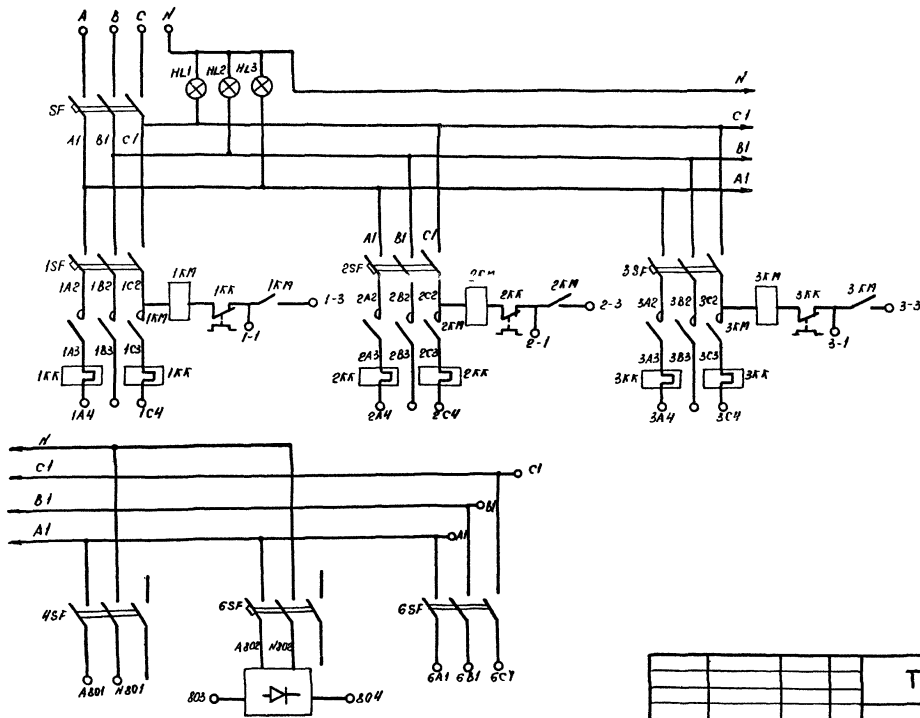 A B C N
HL1 HL2 HL3
N
SF
C1
A1 B1 C1
B1
A1
A1 B1 C1
1SF 2SF 3SF
1KM 2KM 3KM
1A2 1B2 1C2 1KK 1KM 1-3
2A2 2B2 2C2 2KK 2KM 2-3
3A2 3B2 3C2 3KK 3KM 3-3
1KM 1-1 2KM 2-1 3KM 3-1
1A3 1B3 1C3 2A3 2B3 2C3 3A3 3B3 3C3
1KK 1KK 2KK 2KK 3KK 3KK
1A4 1C4 2A4 2C4 3A4 3C4
N
C1 C1
B1 B1
A1 A1
4SF 6SF 6SF
A802 N802
A801 N801 6A1 6B1 6C1
803 804
Т